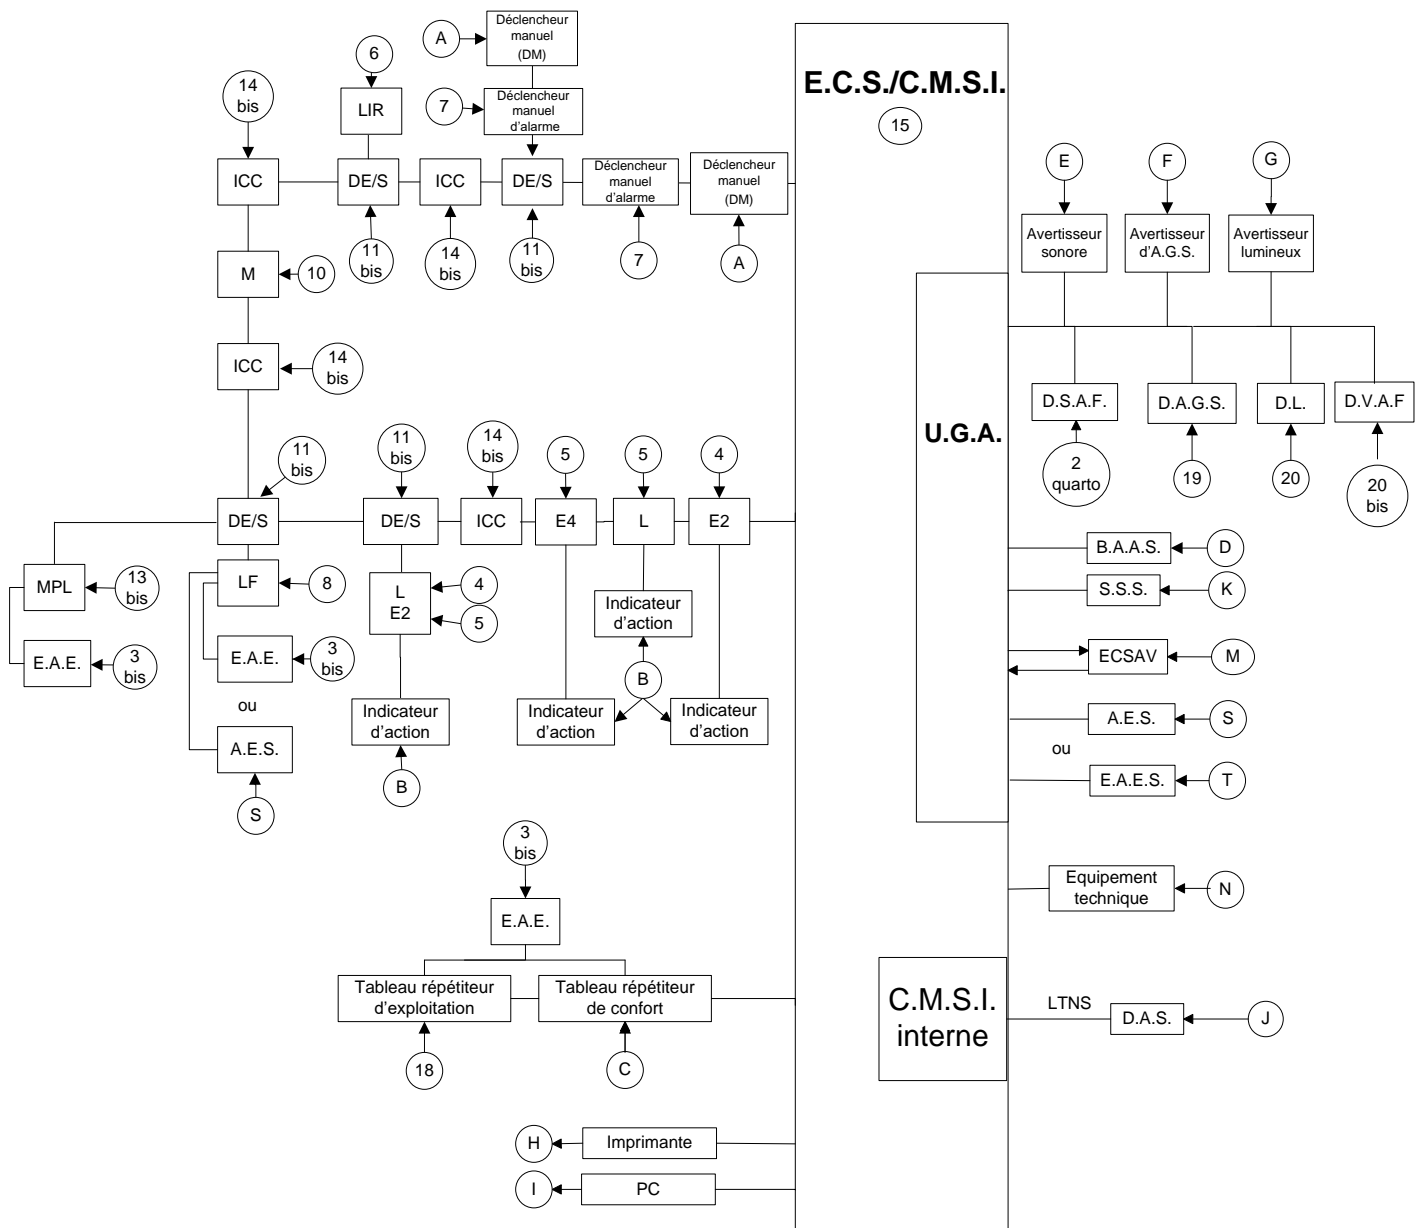 Déclencheur
manuel
(DM)
A
6
E.C.S./C.M.S.I.
14
bis
LIR
7
Déclencheur
manuel
d'alarme
15
E
F
G
ICC
DE/S
ICC
DE/S
Déclencheur
manuel
d'alarme
Déclencheur
manuel
(DM)
Avertisseur
sonore
Avertisseur
d'A.G.S.
Avertisseur
lumineux
11
bis
14
bis
11
bis
7
A
M
10
ICC
14
bis
D.S.A.F.
D.A.G.S.
D.L.
D.V.A.F
U.G.A.
2
quarto
19
20
20
bis
11
bis
11
bis
14
bis
5
5
4
DE/S
DE/S
ICC
E4
L
E2
B.A.A.S.
D
MPL
13
bis
LF
8
L
E2
4
5
S.S.S.
K
Indicateur
d'action
E.A.E.
3
bis
E.A.E.
3
bis
ECSAV
M
B
ou
Indicateur
d'action
Indicateur
d'action
Indicateur
d'action
A.E.S.
S
A.E.S.
ou
B
E.A.E.S.
T
S
3
bis
E.A.E.
Equipement
technique
N
Tableau répétiteur
d'exploitation
Tableau répétiteur
de confort
C.M.S.I.
interne
LTNS
D.A.S.
J
18
C
H
Imprimante
I
PC